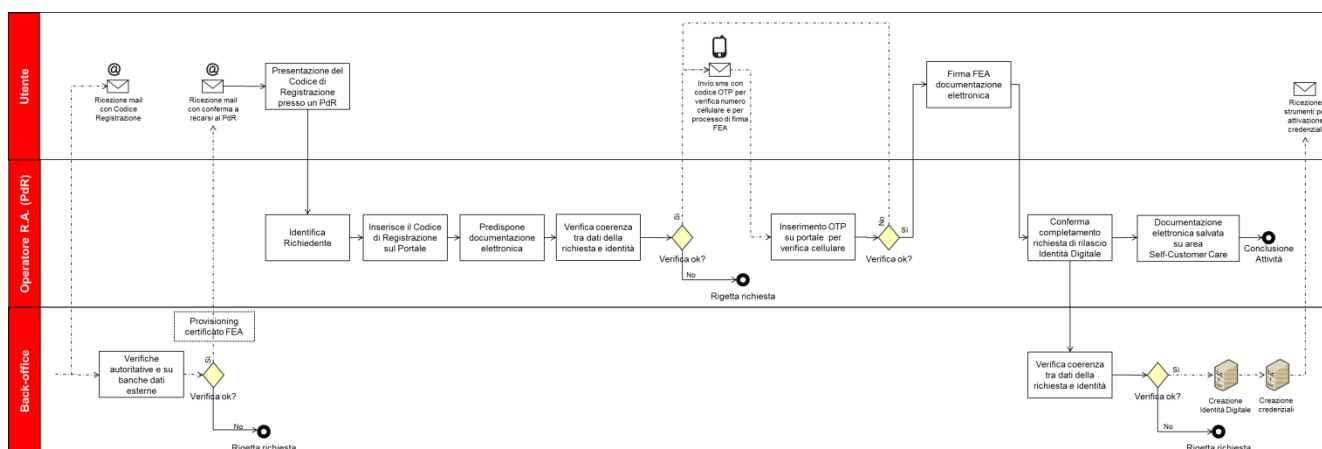 Utente
@
Ricezione mail
con Codice
Registrazione
@
Ricezione mail
con conferma a
recarsi al PdR
Presentazione del
Codice di
Registrazione
presso un PdR
Invio sms con
codice OTP per
verifica numero
cellulare e per
processo di firma
FEA
Firma FEA
documentazione
elettronica
Ricezione
strumenti pe
attivazione
credenzial
Operatore R.A. (PdR)
Identifica
Richiedente
Inserisce il Codice
di Registrazione
sul Portale
Predispone
documentazione
elettronica
Verifica coerenza
tra dati della
richiesta e identità
Si
Verifica ok?
No
Rigetta richiesta
Inserimento OTP
su portale per
verifica cellulare
No
Si
Verifica ok?
Conferma
completamento
richiesta di rilascio
Identità Digitale
Documentazione
elettronica salvata
su area
Self-Customer Care
Conclusione
Attività
Back-office
Provisioning
certificato FEA
Verifiche
autoritative e su
banche dati
esterne
Si
Verifica ok?
No
Rigetta richiesta
Verifica coerenza
tra dati della
richiesta e identità
Si
Verifica ok?
No
Rigetta richiesta
Creazione
Identità Digitale
Creazione
credenziali